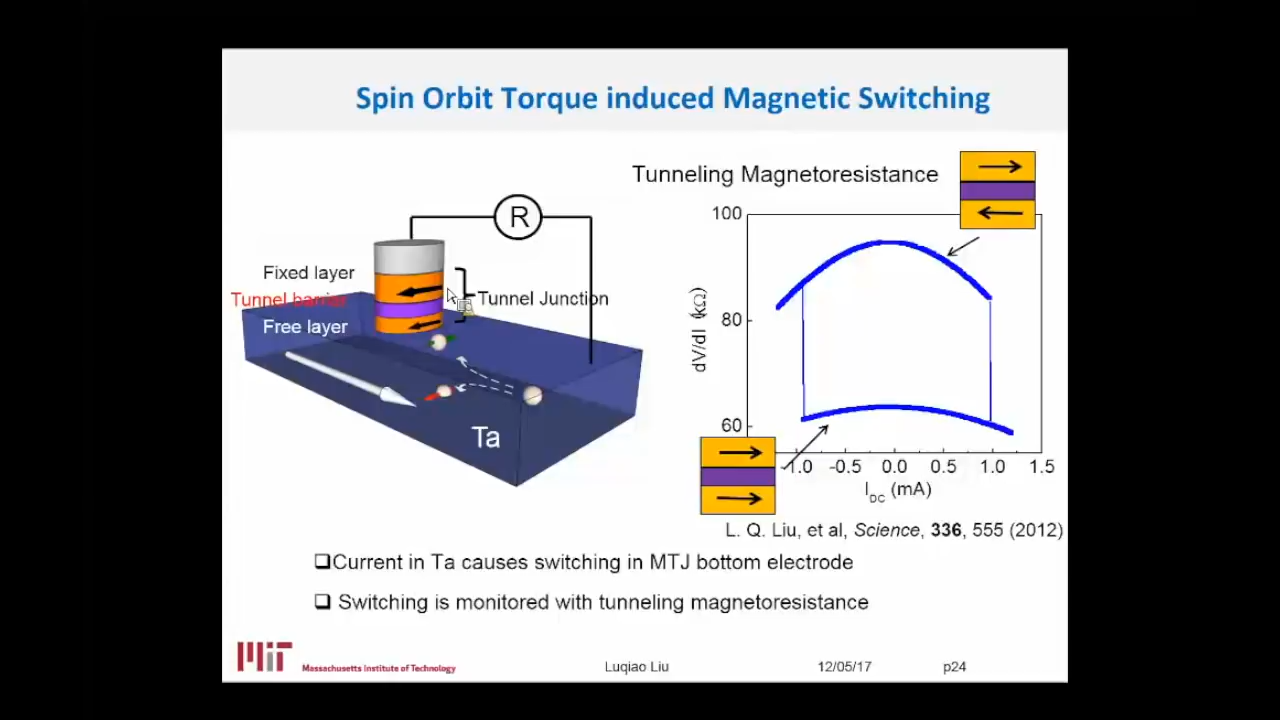 Spin Orbit Torque induced Magnetic Switching
Tunneling Magnetoresistance
R
Fixed layer
Tunnel barrier
Free layer
Tunnel Junction
Ta
100
80
60
dV/dI (kΩ)
-1.0 -0.5 0.0 0.5 1.0 1.5
I_DC (mA)
L. Q. Liu, et al, Science, 336, 555 (2012)
❑Current in Ta causes switching in MTJ bottom electrode
❑ Switching is monitored with tunneling magnetoresistance
MIT Massachusetts Institute of Technology
Luqiao Liu
12/05/17
p24